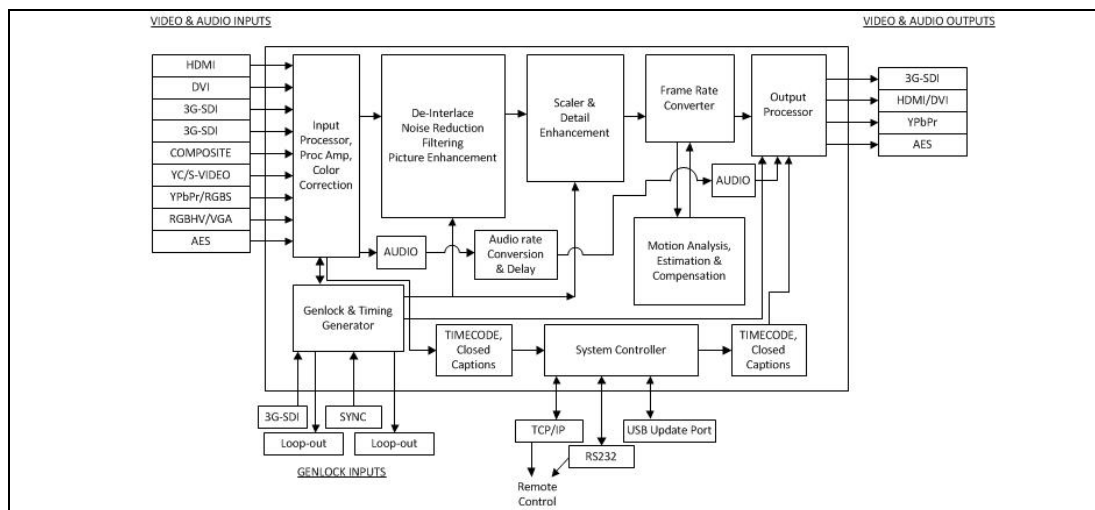 VIDEO & AUDIO INPUTS
VIDEO & AUDIO OUTPUTS
HDMI
DVI
3G-SDI
3G-SDI
COMPOSITE
YC/S-VIDEO
YPbPr/RGBS
RGBHV/VGA
AES
Input
Processor,
Proc Amp,
Color
Correction
De-Interlace
Noise Reduction
Filtering
Picture Enhancement
Scaler &
Detail
Enhancement
Frame Rate
Converter
Output
Processor
3G-SDI
HDMI/DVI
YPbPr
AES
AUDIO
Audio rate
Conversion
& Delay
AUDIO
Motion Analysis,
Estimation &
Compensation
Genlock & Timing
Generator
TIMECODE,
Closed
Captions
System Controller
TIMECODE,
Closed
Captions
3G-SDI
SYNC
Loop-out
Loop-out
GENLOCK INPUTS
TCP/IP
USB Update Port
RS232
Remote
Control